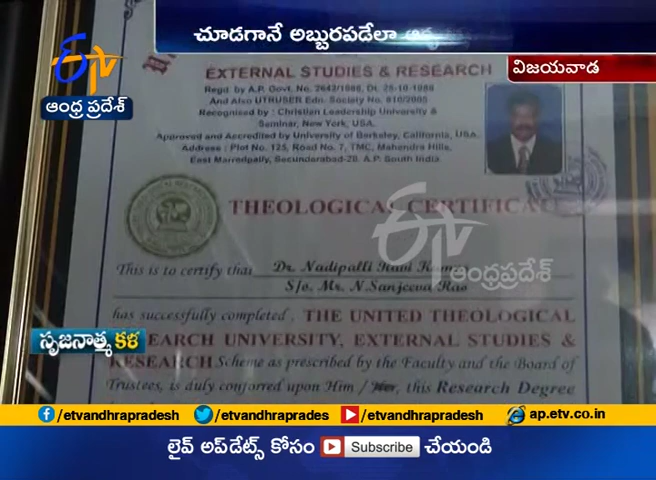 చూడగానే అబ్బురపడేలా
ETV
ఆంధ్ర ప్రదేశ్
విజయవాడ
EXTERNAL STUDIES & RESEARCH
Regd. by A.P. Govt. No. 2642/1986, Dt. 25-10-1986
And Also UTRUSER Edn. Society No. 616/2005
Recognised by : Christian Leadership University &
Seminar, New York, USA.
Approved and Accredited by University of Berkeley, California, USA.
Address : Plot No. 125, Road No. 7, TMC, Mahendra Hills,
East Marredpally, Secunderabad-26. A.P. South India.
THEOLOGICAL CERTIFICATE
ETV
ఆంధ్రప్రదేశ్
This is to certify that Dr. Nadipalli Ravi Kumar
S/o. Mr. N. Sanjeeva Rao
has successfully completed , THE UNITED THEOLOGICAL
RESEARCH UNIVERSITY, EXTERNAL STUDIES &
RESEARCH Scheme as prescribed by the Faculty and the Board of
Trustees, is duly conferred upon Him / Her, this Research Degree
సృజనాత్మ కళ
/etvandhrapradesh
/etvandhraprades
/etvandhrapradesh
ap.etv.co.in
లైవ్ అప్‌డేట్స్ కోసం Subscribe చేయండి